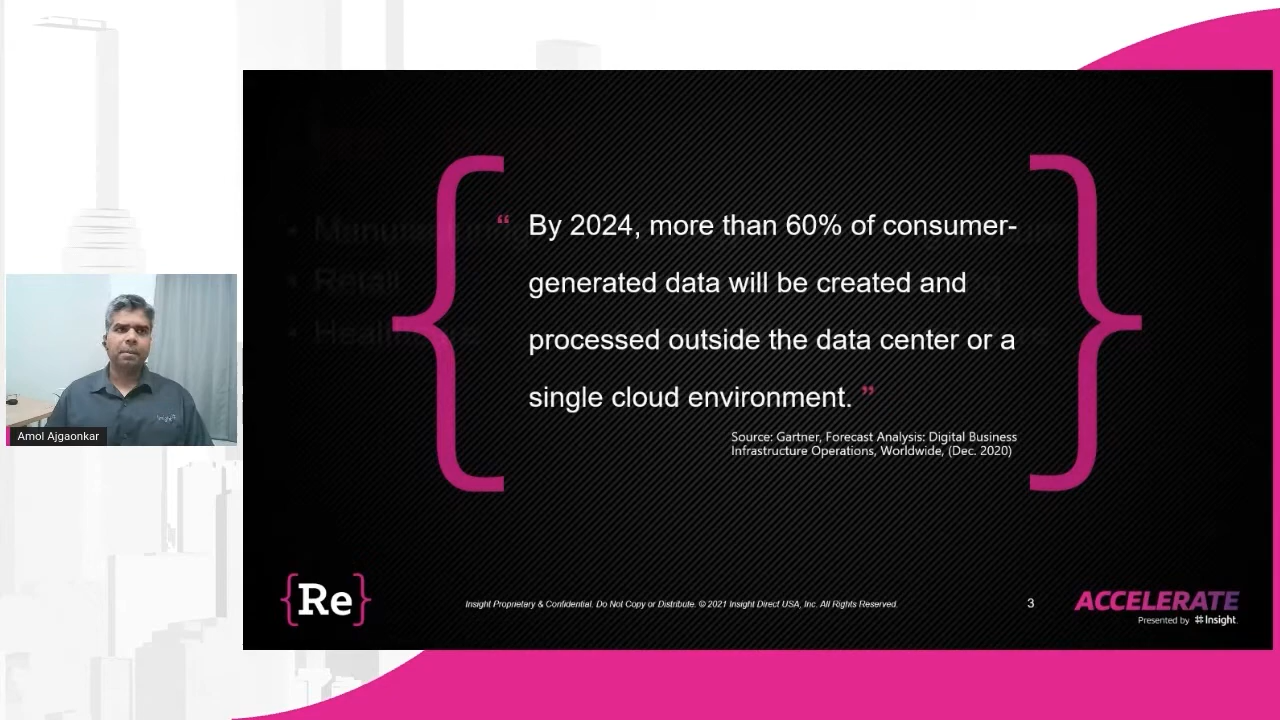 “ By 2024, more than 60% of consumer-
generated data will be created and
processed outside the data center or a
single cloud environment. ”
Source: Gartner, Forecast Analysis: Digital Business
Infrastructure Operations, Worldwide, (Dec. 2020)
Retail
Insight
Amol Ajgaonkar
{Re}
Insight Proprietary & Confidential. Do Not Copy or Distribute. © 2021 Insight Direct USA, Inc. All Rights Reserved.
3
ACCELERATE
Presented by Insight.